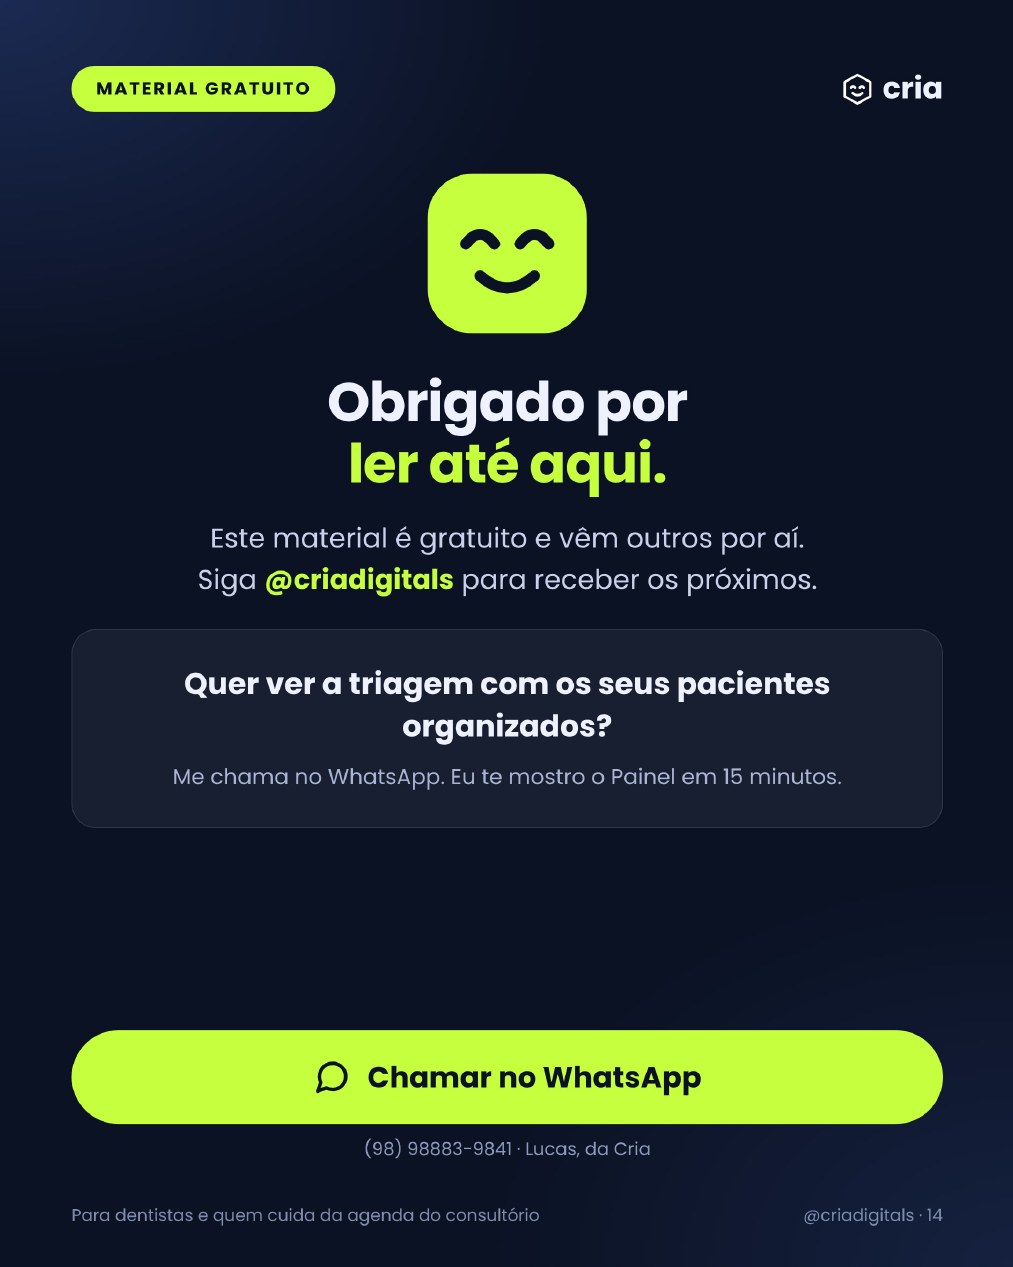 MATERIAL GRATUITO
cria
Obrigado por
ler até aqui.
Este material é gratuito e vêm outros por aí.
Siga @criadigitals para receber os próximos.
Quer ver a triagem com os seus pacientes
organizados?
Me chama no WhatsApp. Eu te mostro o Painel em 15 minutos.
Chamar no WhatsApp
(98) 98883-9841 · Lucas, da Cria
Para dentistas e quem cuida da agenda do consultório
@criadigitals · 14